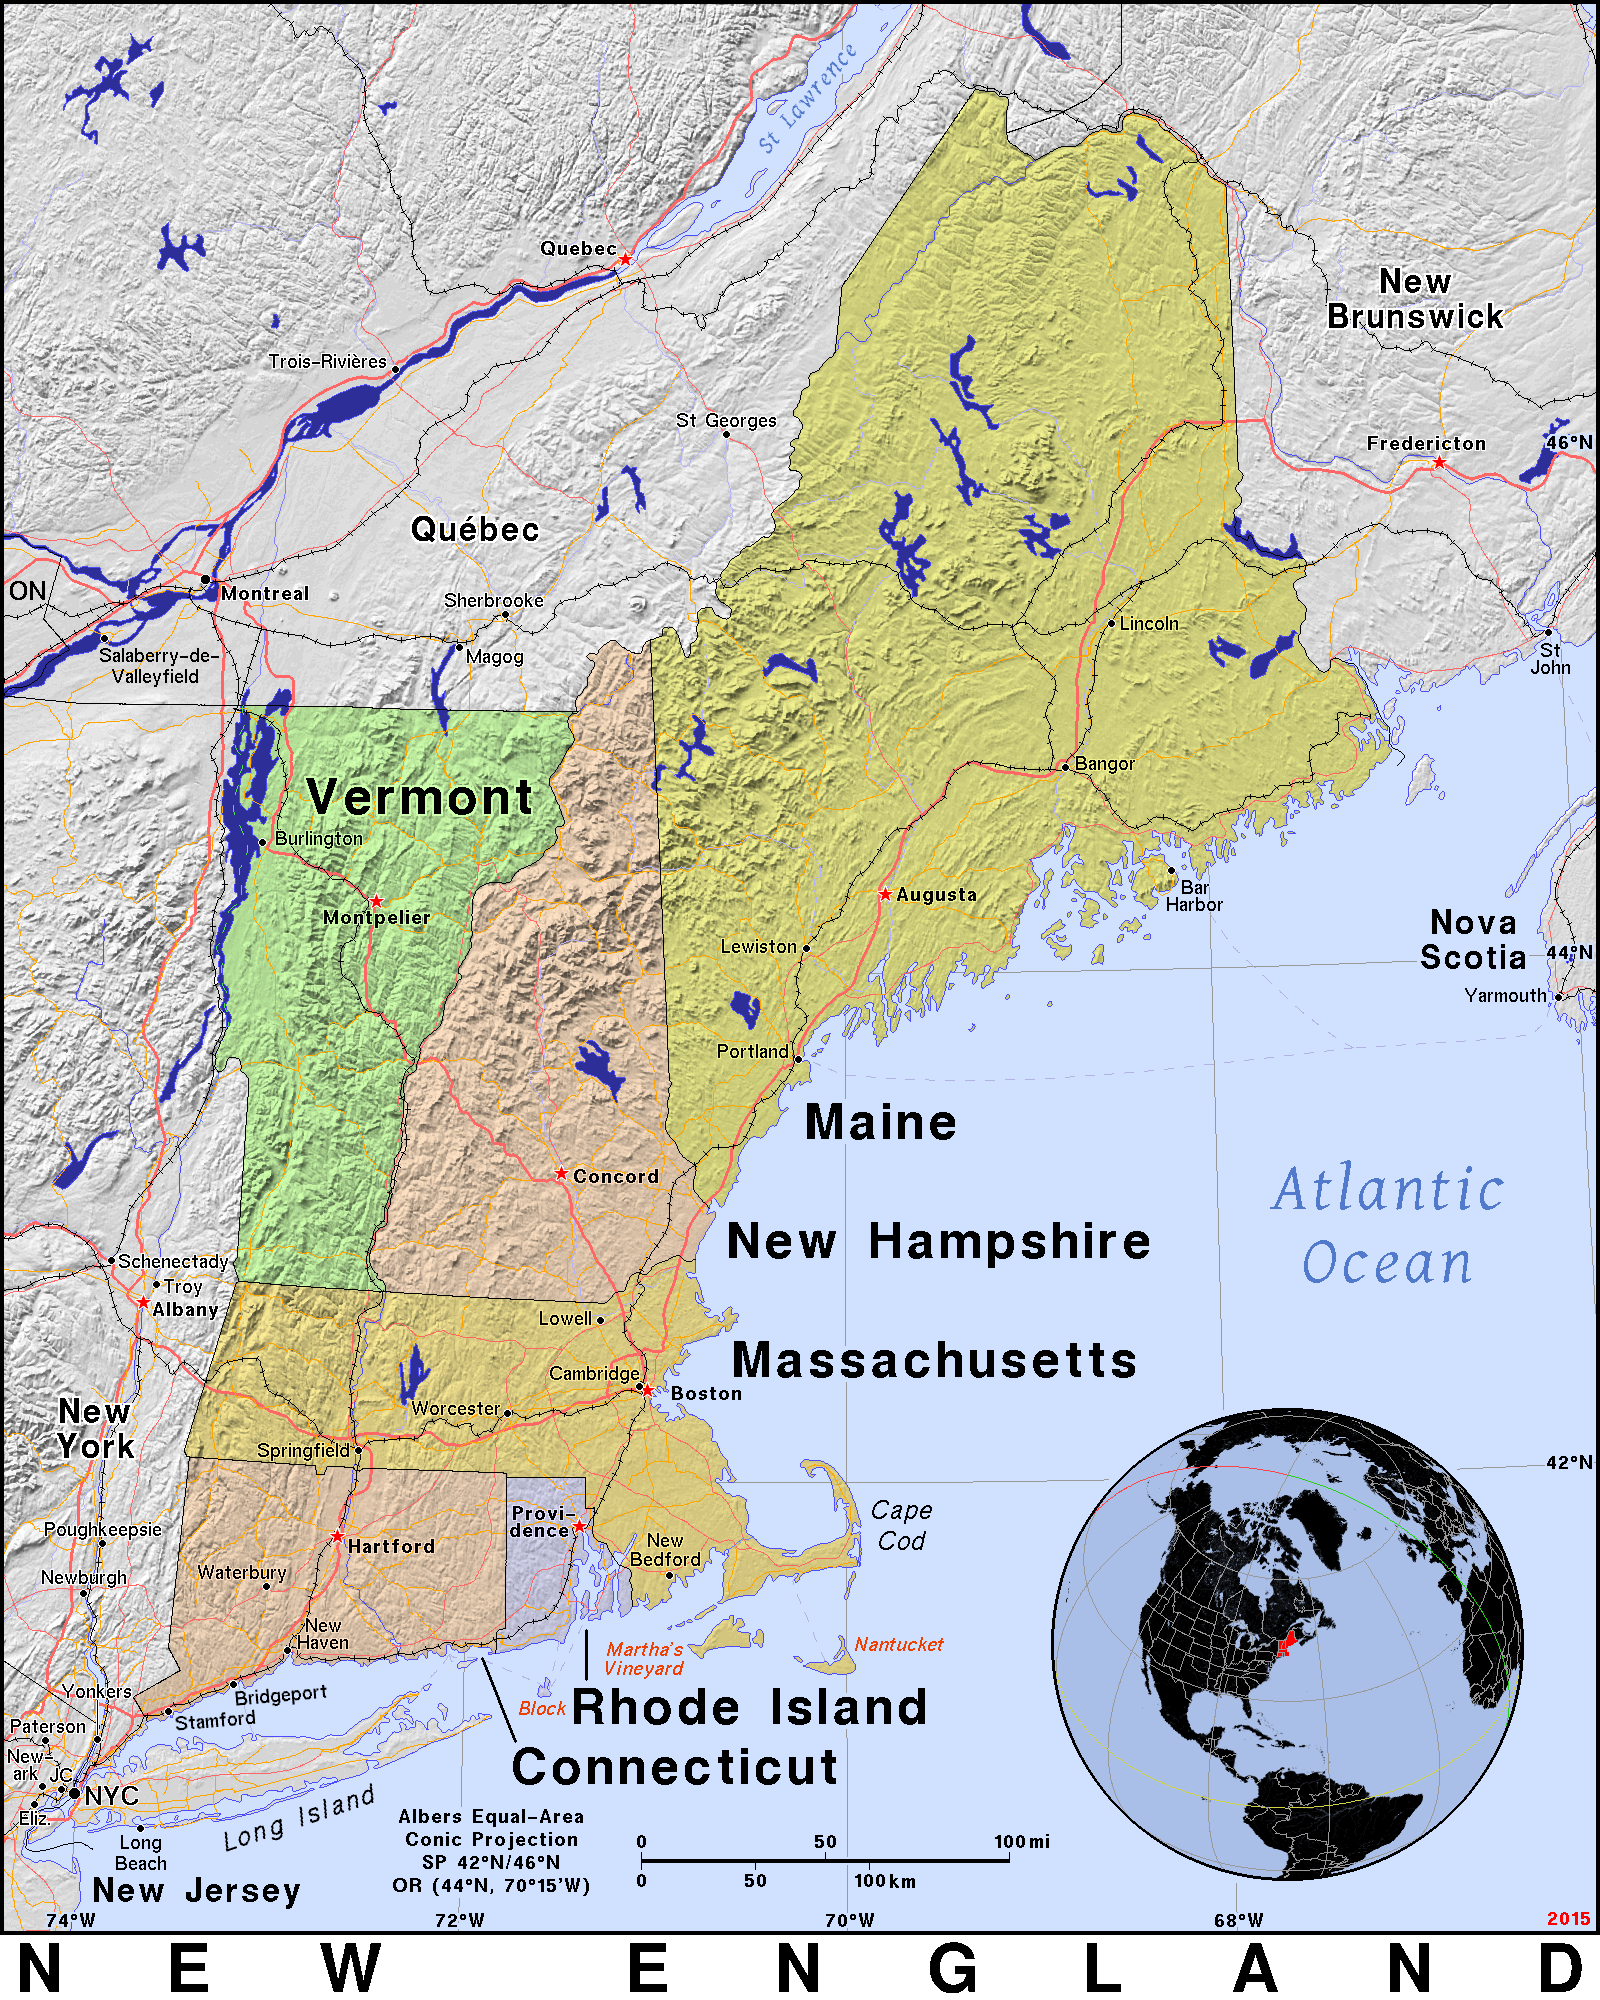 St Lawrence
Quebec
New
Brunswick
Trois-Rivières
St Georges
Fredericton
46°N
Québec
ON
Montreal
Sherbrooke
Lincoln
Salaberry-de-
Valleyfield
Magog
St
John
Vermont
Bangor
Burlington
Augusta
Bar
Harbor
Montpelier
Lewiston
Nova
Scotia
44°N
Yarmouth
Portland
Maine
Concord
Atlantic
Ocean
New Hampshire
Schenectady
Troy
Albany
Lowell
Massachusetts
Cambridge
Boston
New
York
Worcester
Springfield
42°N
Poughkeepsie
Provi-
dence
Cape
Cod
Hartford
New
Bedford
Newburgh
Waterbury
New
Haven
Martha's
Vineyard
Nantucket
Yonkers
Bridgeport
Stamford
Block
Rhode Island
Paterson
New-
ark
JC
Connecticut
NYC
Eliz.
Long Island
Long
Beach
Albers Equal-Area
Conic Projection
SP 42°N/46°N
OR (44°N, 70°15'W)
0 50 100 mi
0 50 100 km
New Jersey
74°W 72°W 70°W 68°W
2015
NEW ENGLAND